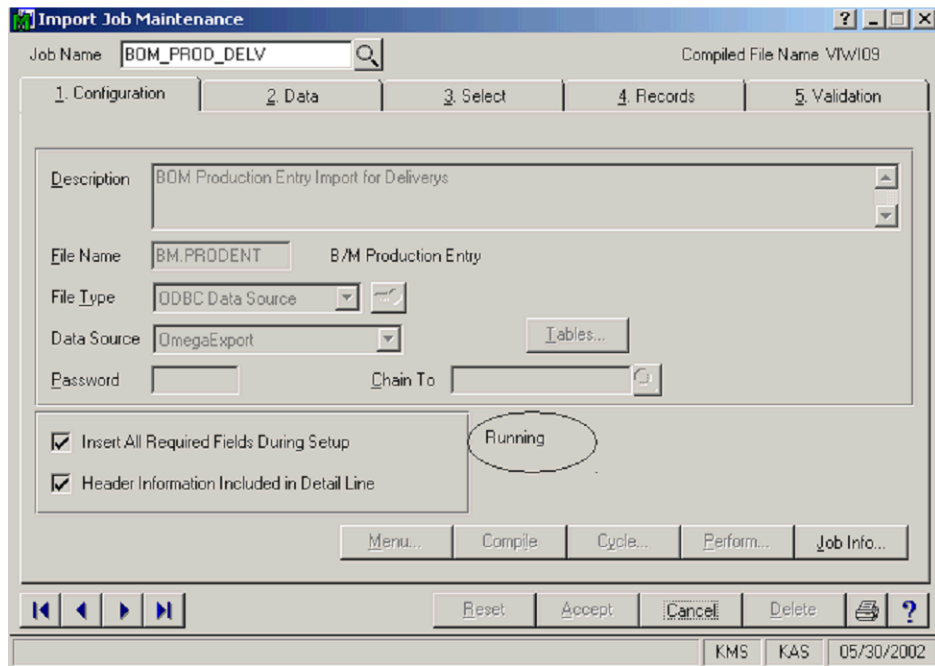 Import Job Maintenance
Job Name BOM_PROD_DELV Compiled File Name VIWI09
1. Configuration 2. Data 3. Select 4. Records 5. Validation
Description BOM Production Entry Import for Deliverys
File Name BM.PRODENT B/M Production Entry
File Type ODBC Data Source
Data Source OmegaExport Tables...
Password Chain To
Insert All Required Fields During Setup Running
Header Information Included in Detail Line
Menu... Compile Cycle... Perform... Job Info...
Reset Accept Cancel Delete ?
KMS KAS 05/30/2002